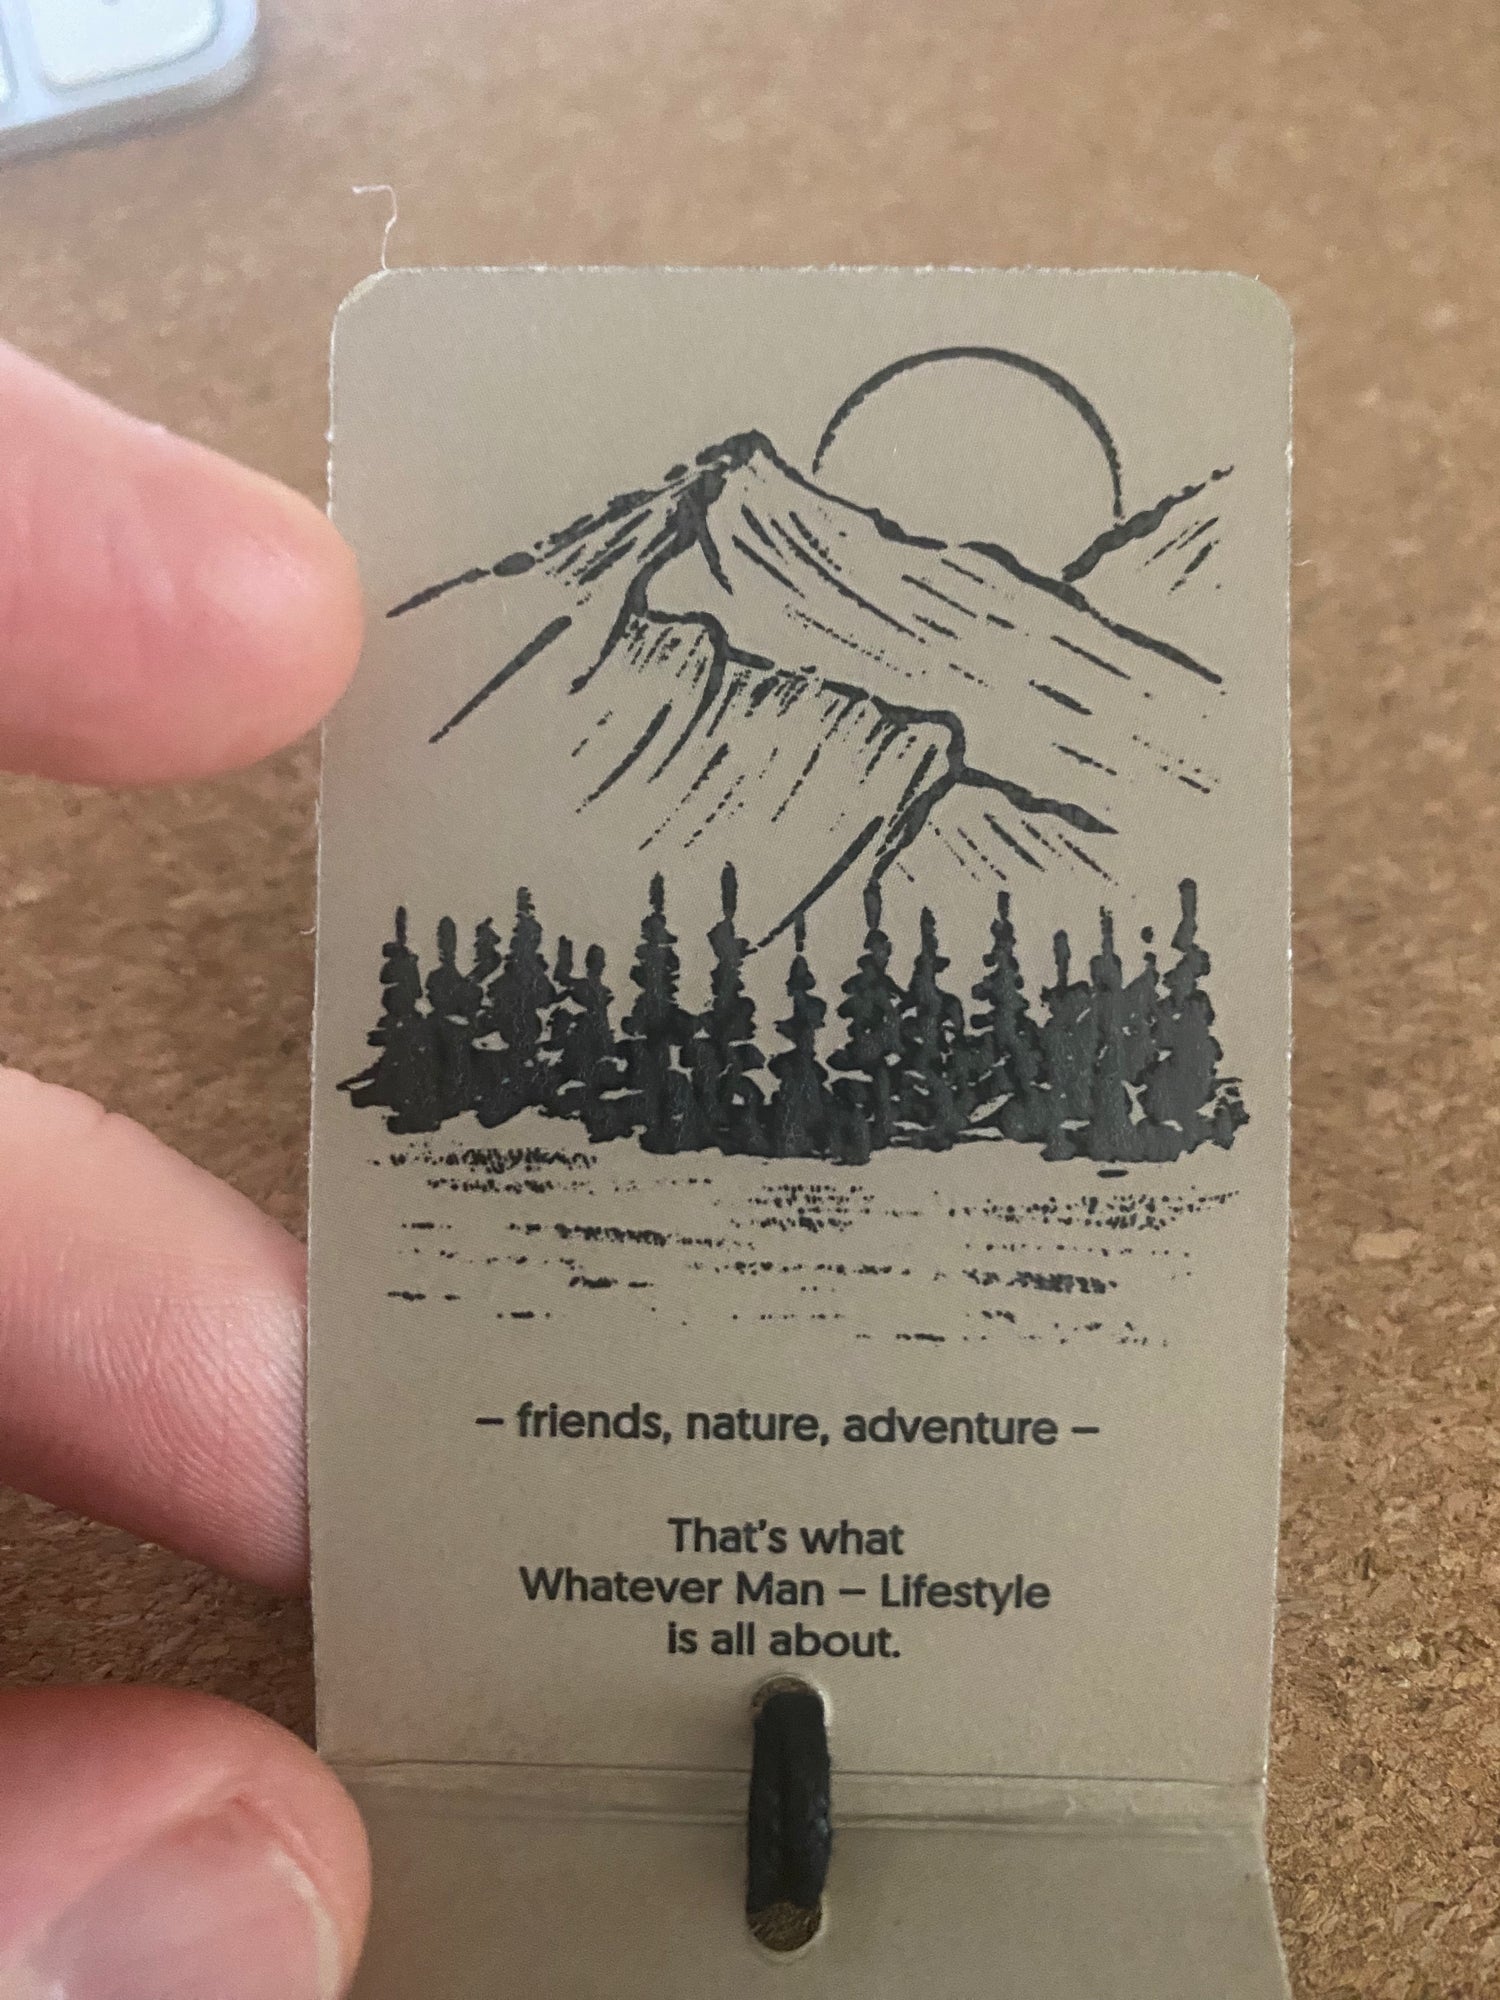 – friends, nature, adventure –
That's what
Whatever Man – Lifestyle
is all about.